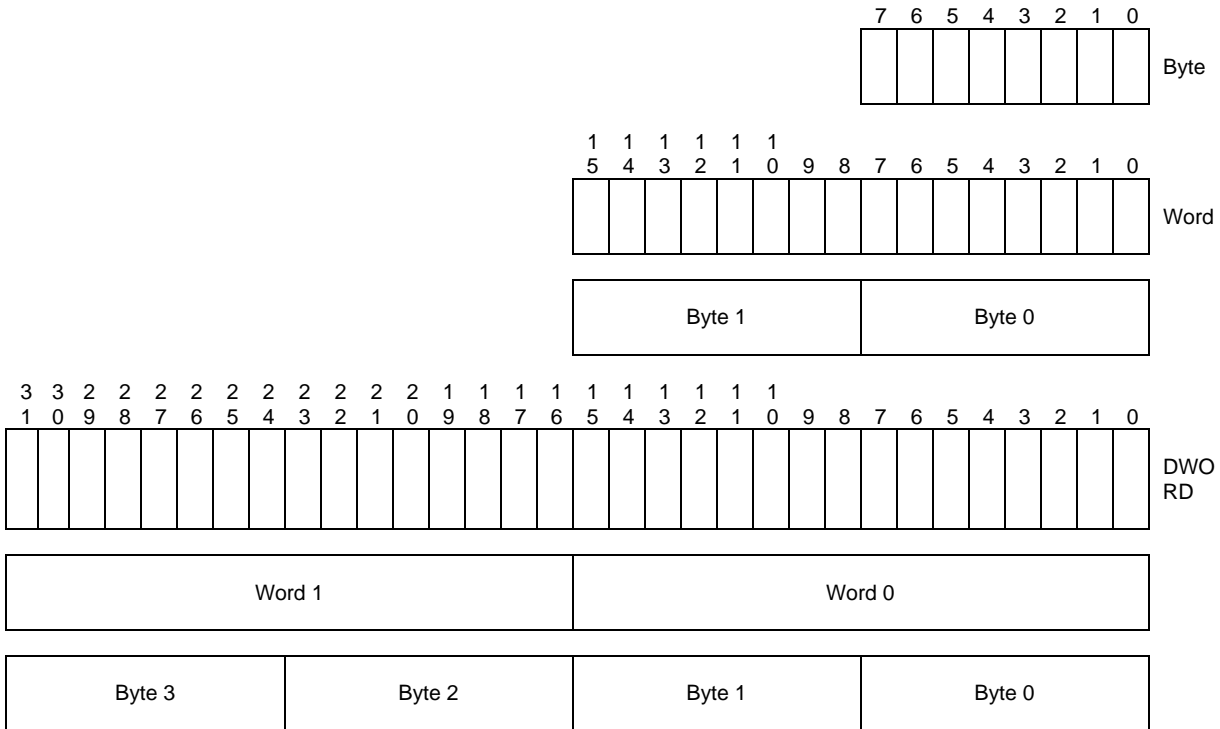 7 6 5 4 3 2 1 0
Byte
1 1 1 1 1 1
5 4 3 2 1 0 9 8 7 6 5 4 3 2 1 0
Word
Byte 1 Byte 0
3 3 2 2 2 2 2 2 2 2 2 2 1 1 1 1 1 1 1 1 1 1
1 0 9 8 7 6 5 4 3 2 1 0 9 8 7 6 5 4 3 2 1 0 9 8 7 6 5 4 3 2 1 0
DWO
RD
Word 1 Word 0
Byte 3 Byte 2 Byte 1 Byte 0